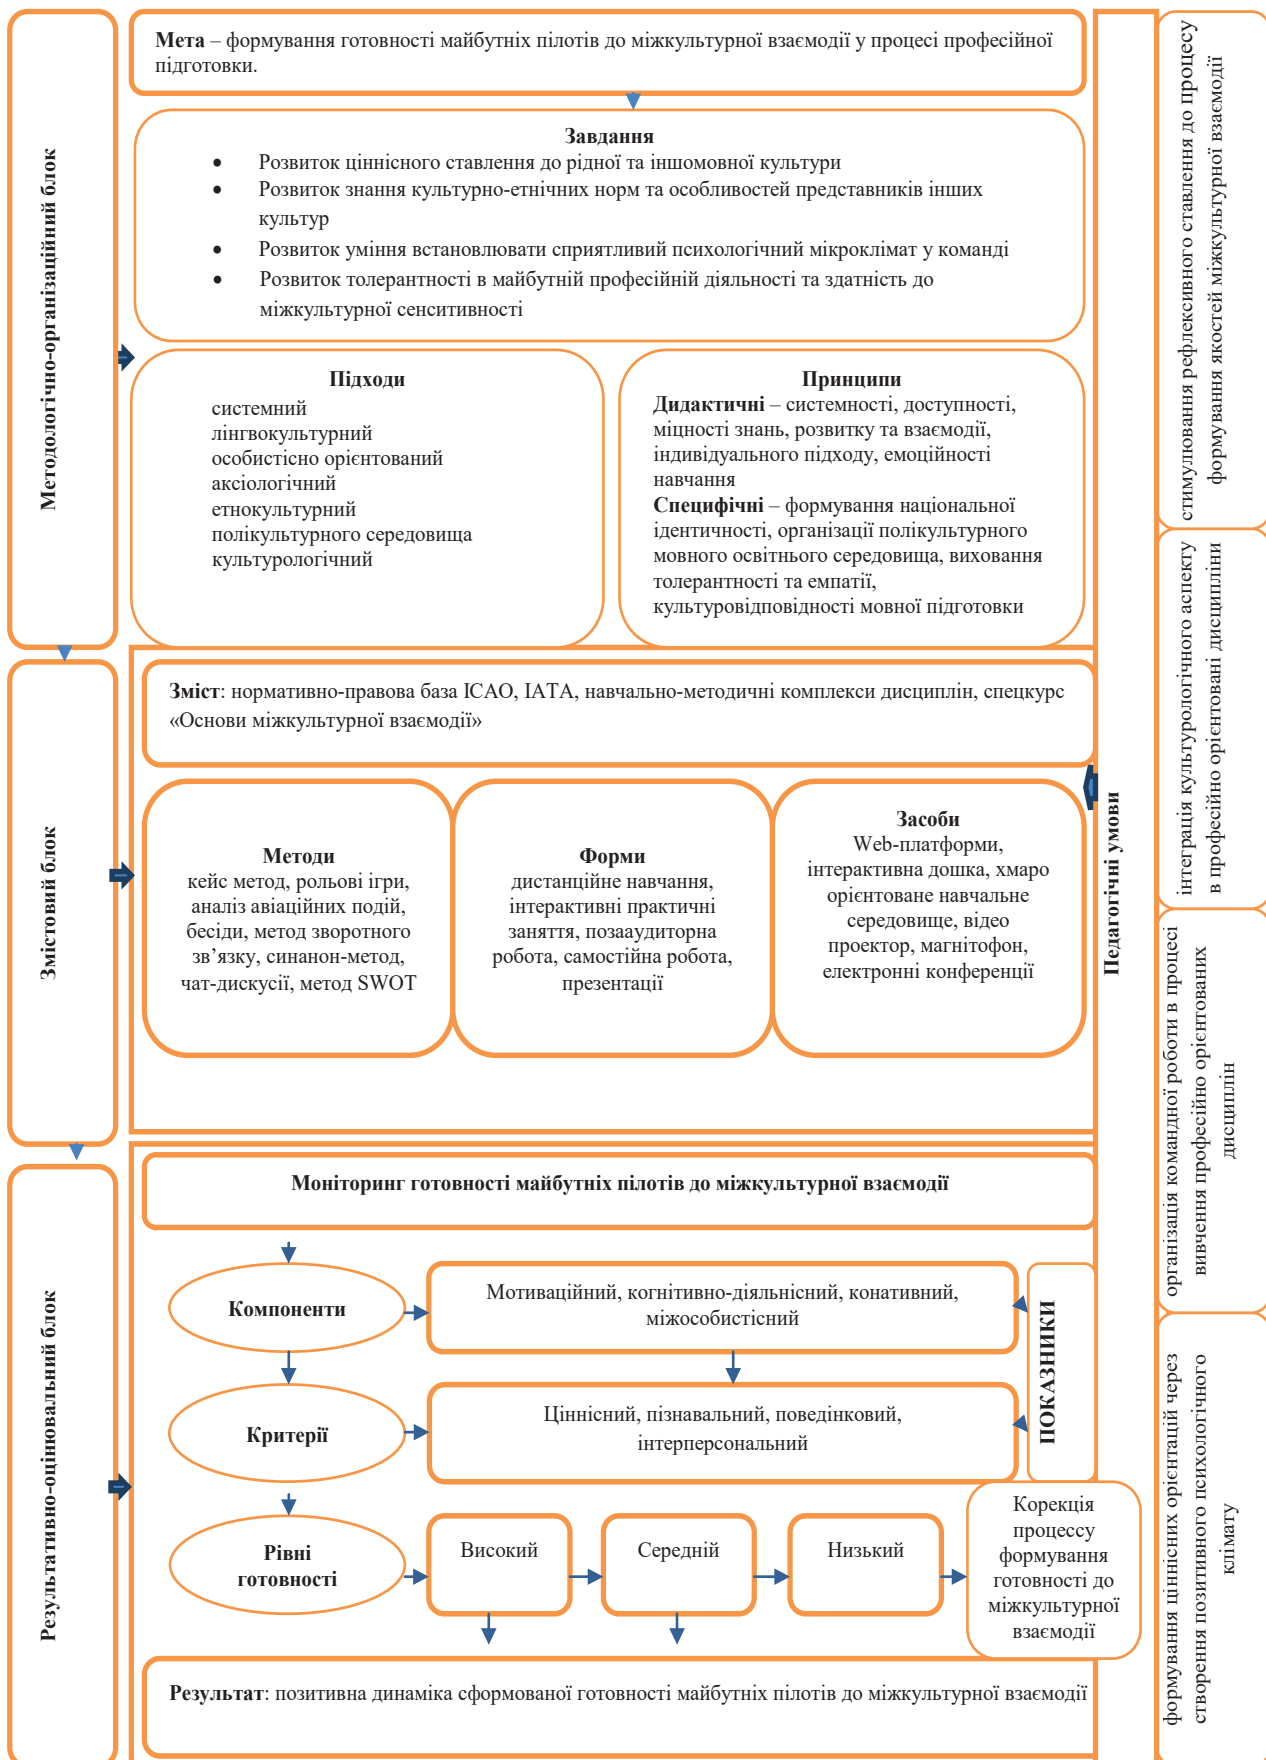 Методологічно-організаційний блок
Мета – формування готовності майбутніх пілотів до міжкультурної взаємодії у процесі професійної
підготовки.
Завдання
• Розвиток ціннісного ставлення до рідної та іншомовної культури
• Розвиток знання культурно-етнічних норм та особливостей представників інших
культур
• Розвиток уміння встановлювати сприятливий психологічний мікроклімат у команді
• Розвиток толерантності в майбутній професійній діяльності та здатність до
міжкультурної сенситивності
Підходи
системний
лінгвокультурний
особистісно орієнтований
аксіологічний
етнокультурний
полікультурного середовища
культурологічний
Принципи
Дидактичні – системності, доступності,
міцності знань, розвитку та взаємодії,
індивідуального підходу, емоційності
навчання
Специфічні – формування національної
ідентичності, організації полікультурного
мовного освітнього середовища, виховання
толерантності та емпатії,
культуровідповідності мовної підготовки
Змістовий блок
Зміст: нормативно-правова база ICAO, IATA, навчально-методичні комплекси дисциплін, спецкурс
«Основи міжкультурної взаємодії»
Методи
кейс метод, рольові ігри,
аналіз авіаційних подій,
бесіди, метод зворотного
зв’язку, синанон-метод,
чат-дискусії, метод SWOT
Форми
дистанційне навчання,
інтерактивні практичні
заняття, позааудиторна
робота, самостійна робота,
презентації
Засоби
Web-платформи,
інтерактивна дошка, хмаро
орієнтоване навчальне
середовище, відео
проектор, магнітофон,
електронні конференції
Результативно-оцінювальний блок
Моніторинг готовності майбутніх пілотів до міжкультурної взаємодії
Компоненти
Мотиваційний, когнітивно-діяльнісний, конативний,
міжособистісний
Критерії
Ціннісний, пізнавальний, поведінковий,
інтерперсональний
ПОКАЗНИКИ
Рівні
готовності
Високий
Середній
Низький
Корекція
процессу
формування
готовності до
міжкультурної
взаємодії
Результат: позитивна динаміка сформованої готовності майбутніх пілотів до міжкультурної взаємодії
Педагогічні умови
стимулювання рефлексивного ставлення до процесу
формування якостей міжкультурної взаємодії
інтеграція культурологічного аспекту
в професійно орієнтовані дисципліни
організація командної роботи в процесі
вивчення професійно орієнтованих
дисциплін
формування ціннісних орієнтацій через
створення позитивного психологічного
клімату